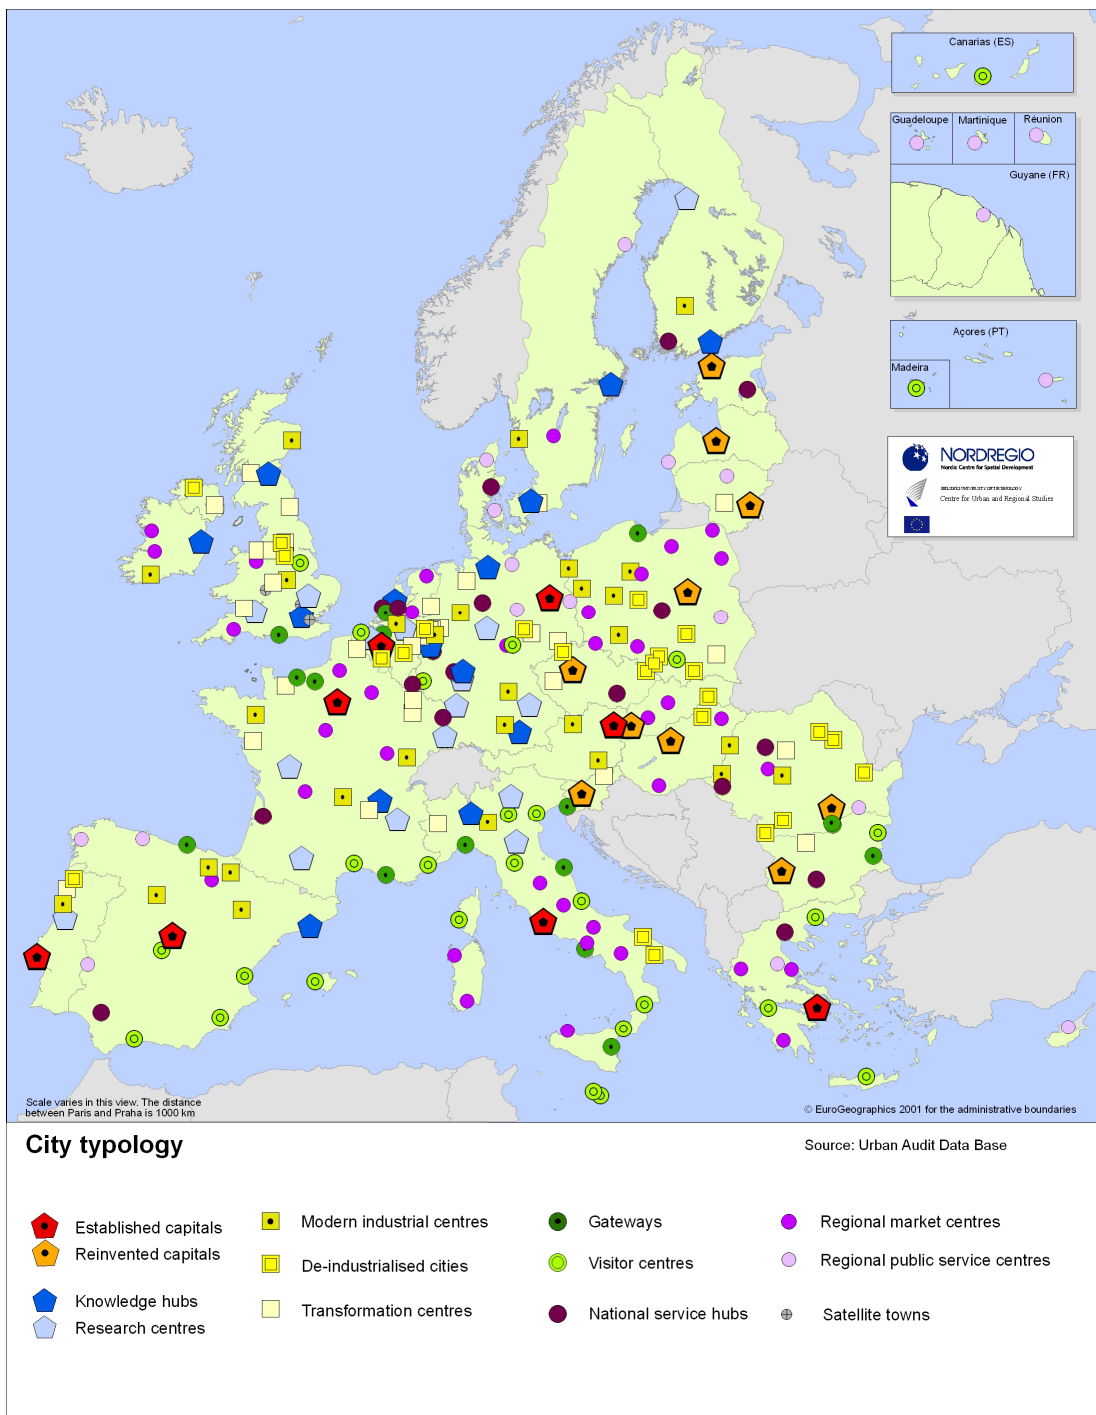 Canarias (ES)
Guadeloupe
Martinique
Réunion
Guyane (FR)
Açores (PT)
Madeira
NORDREGIO
Nordic Centre for Spatial Development
HELSINKI UNIVERSITY OF TECHNOLOGY
Centre for Urban and Regional Studies
Scale varies in this view. The distance
between Paris and Praha is 1000 km
© EuroGeographics 2001 for the administrative boundaries
City typology
Source: Urban Audit Data Base
Established capitals
Reinvented capitals
Knowledge hubs
Research centres
Modern industrial centres
De-industrialised cities
Transformation centres
Gateways
Visitor centres
National service hubs
Regional market centres
Regional public service centres
Satellite towns